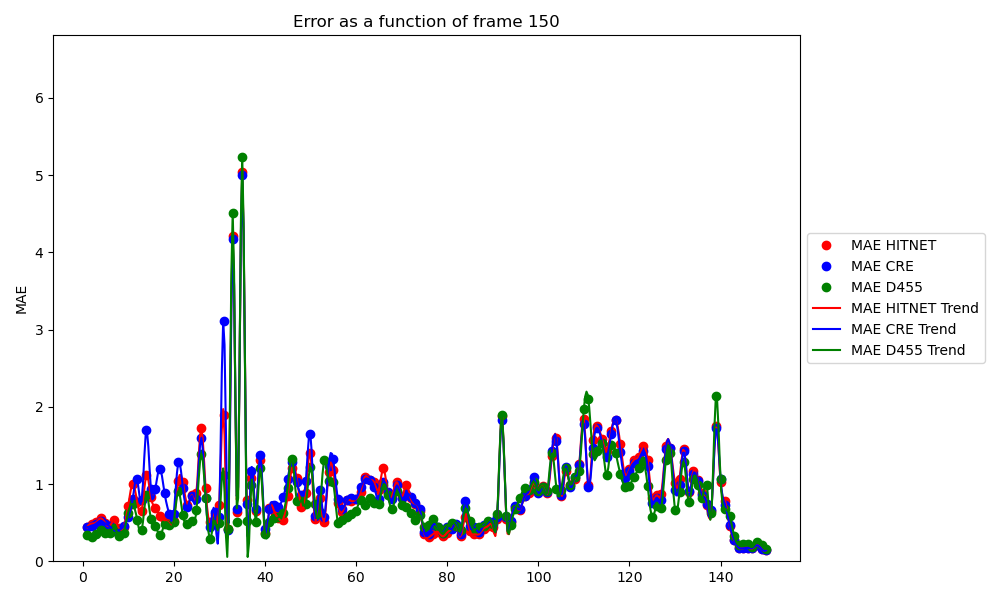 Error as a function of frame 150
MAE
6
5
4
3
2
1
0
0 20 40 60 80 100 120 140
MAE HITNET
MAE CRE
MAE D455
MAE HITNET Trend
MAE CRE Trend
MAE D455 Trend